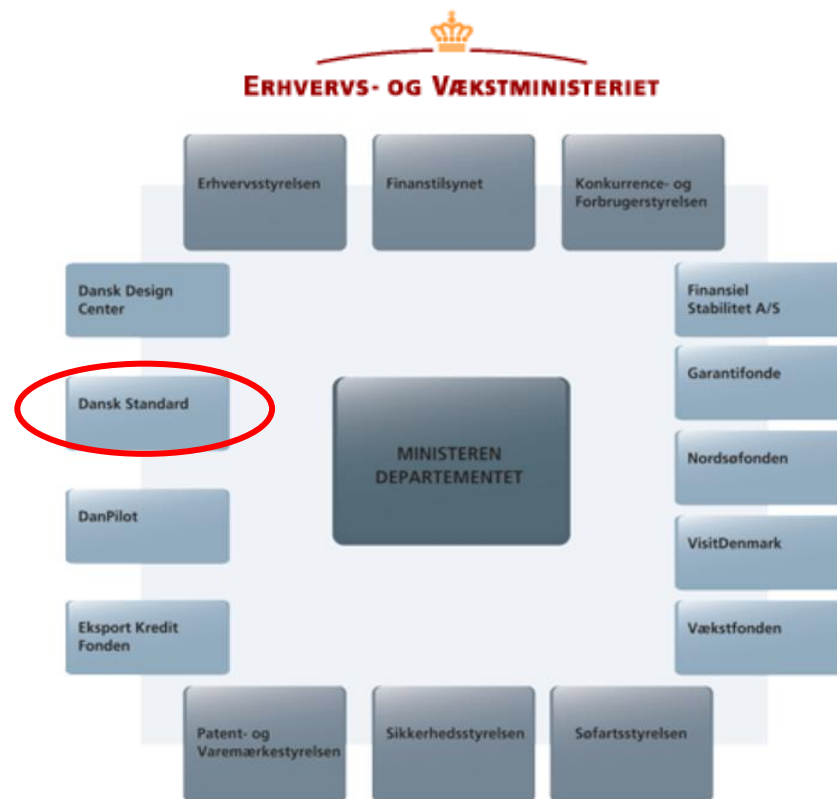 ERHVERVS- OG VÆKSTMINISTERIET
Erhvervsstyrelsen
Finanstilsynet
Konkurrence- og
Forbrugerstyrelsen
Dansk Design
Center
Finansiel
Stabilitet A/S
Dansk Standard
Garantifonde
MINISTEREN
DEPARTEMENTET
Nordsøfonden
DanPilot
VisitDenmark
Eksport Kredit
Fonden
Vækstfonden
Patent- og
Varemærkestyrelsen
Sikkerhedsstyrelsen
Søfartsstyrelsen